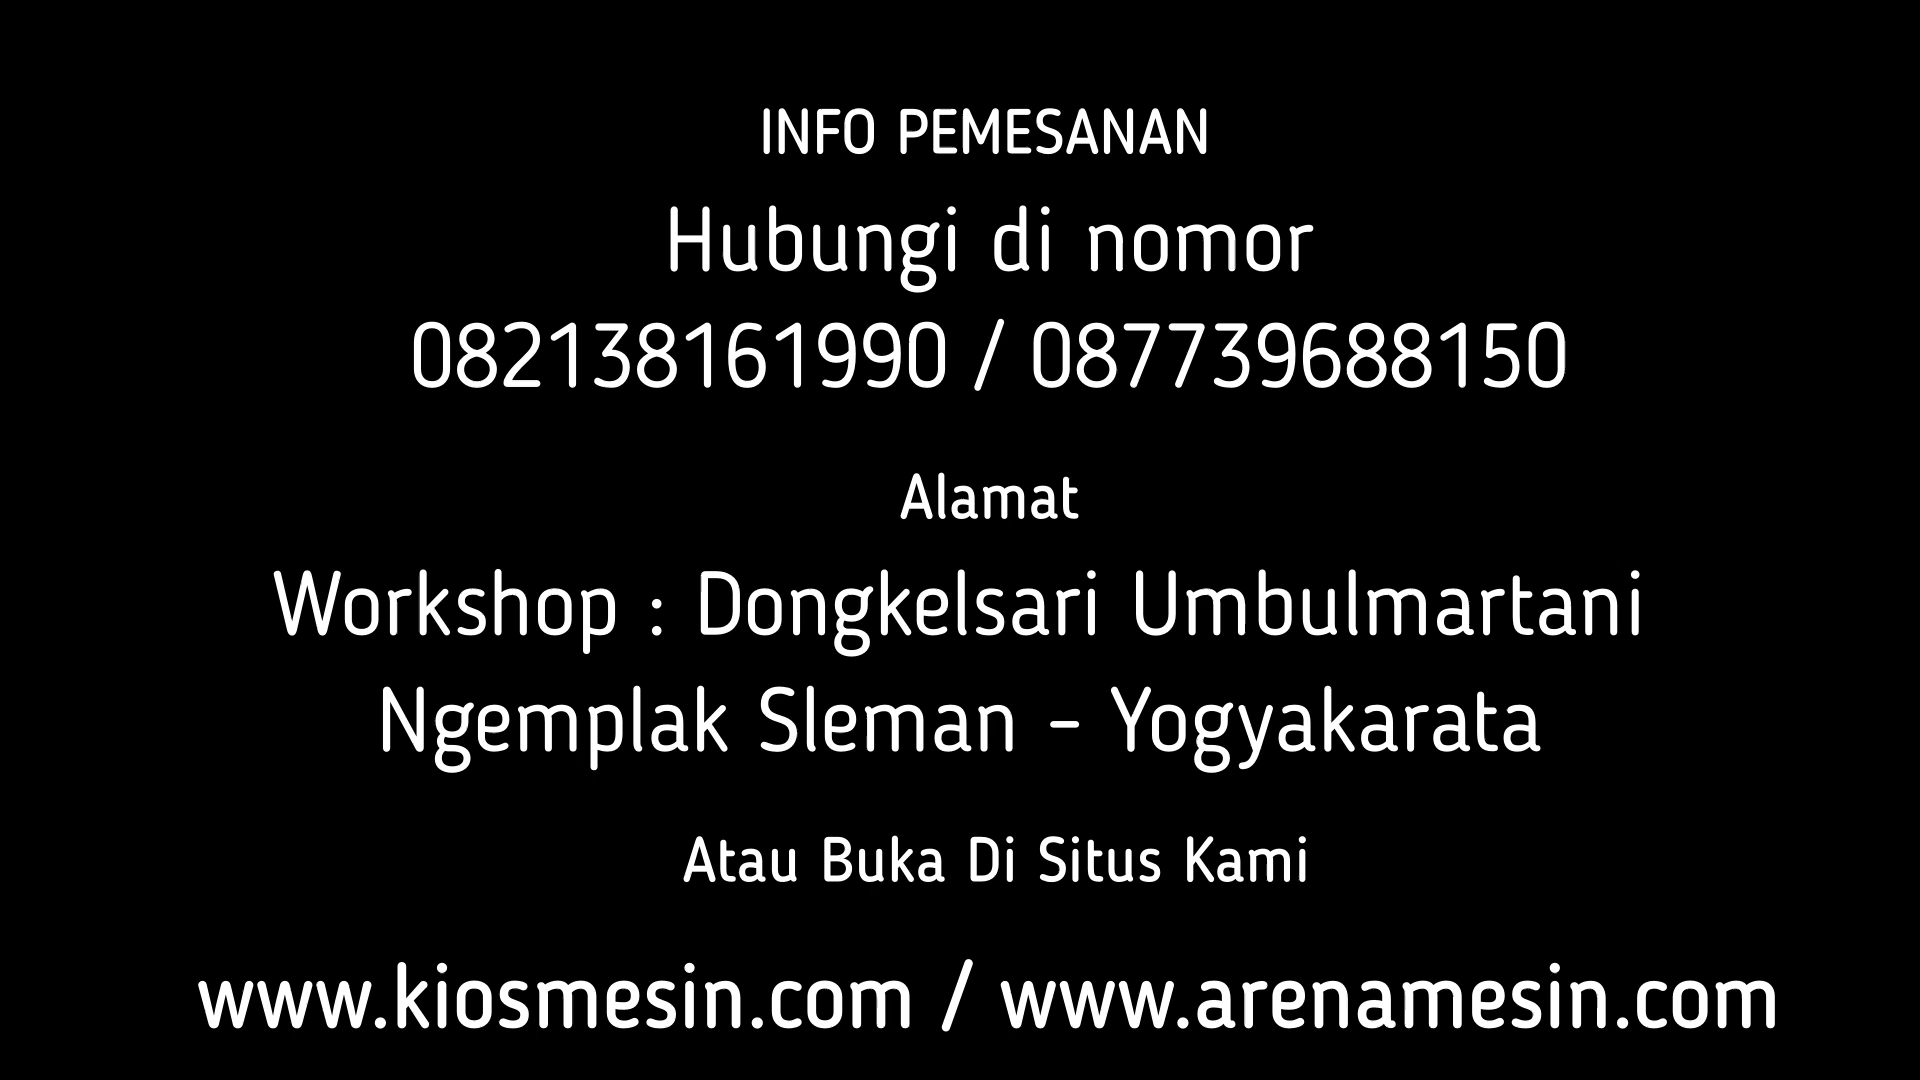 INFO PEMESANAN
Hubungi di nomor
082138161990 / 087739688150
Alamat
Workshop : Dongkelsari Umbulmartani
Ngemplak Sleman - Yogyakarata
Atau Buka Di Situs Kami
www.kiosmesin.com / www.arenamesin.com